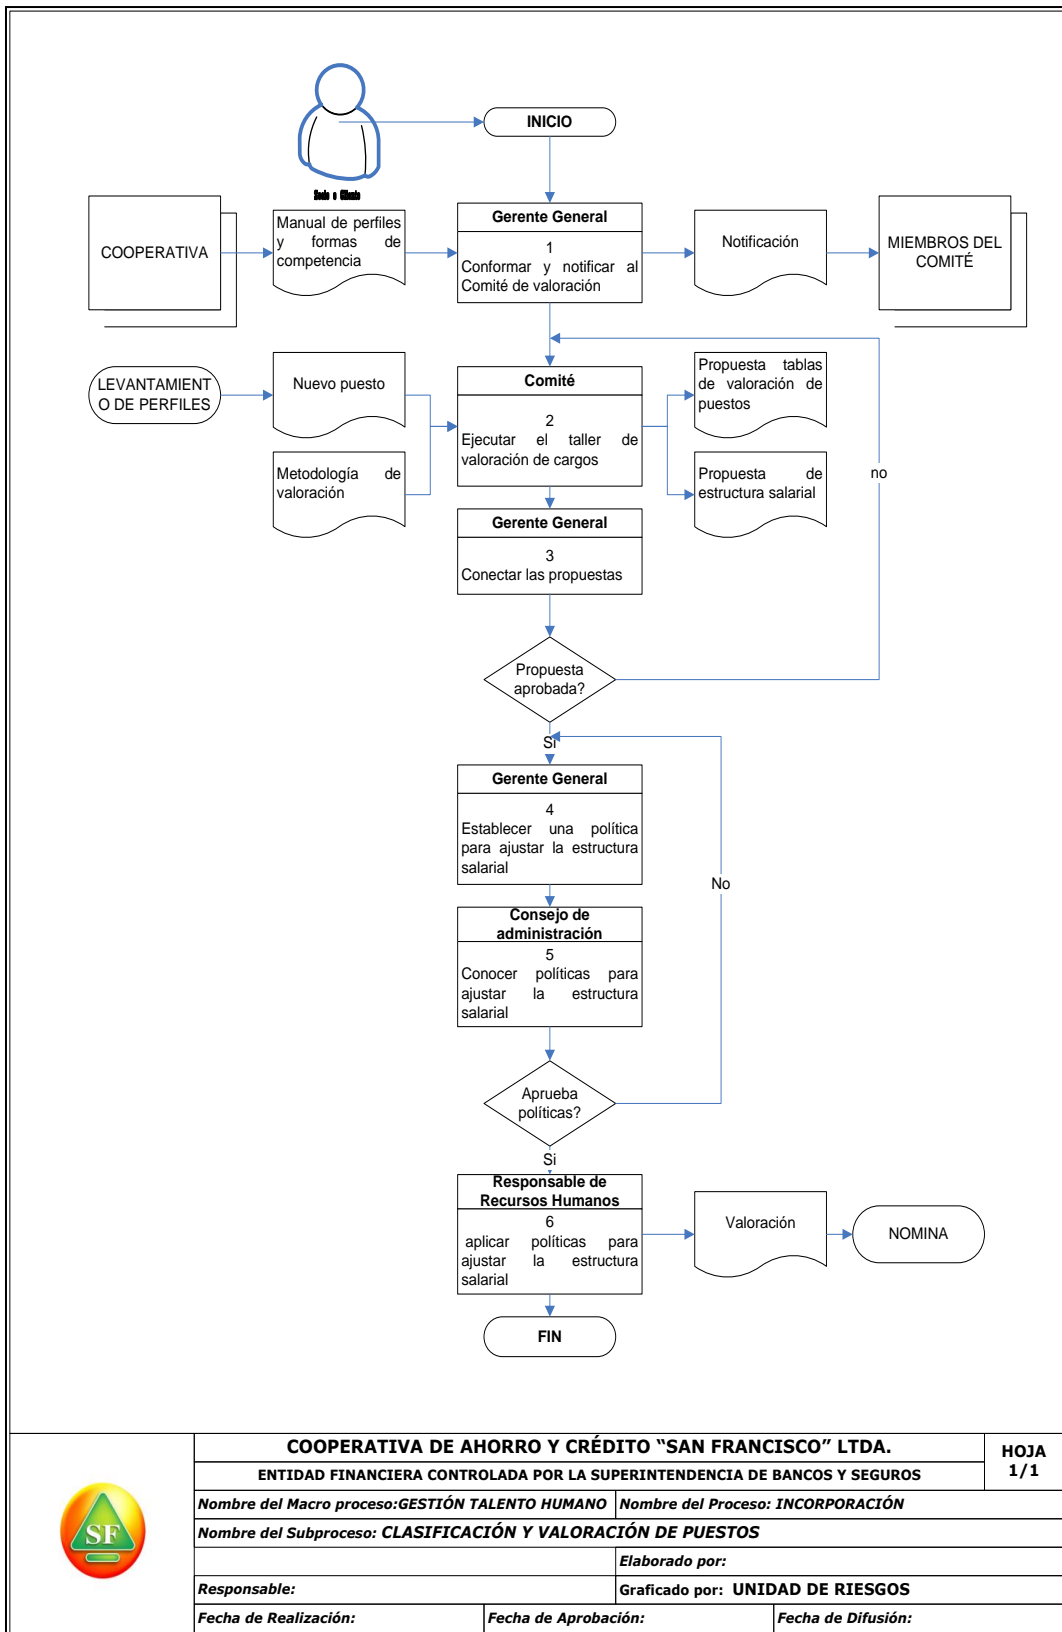 INICIO
Socio o Cliente
COOPERATIVA
Manual de perfiles
y formas de
competencia
Gerente General
1
Conformar y notificar al
Comité de valoración
Notificación
MIEMBROS DEL
COMITÉ
LEVANTAMIENT
O DE PERFILES
Nuevo puesto
Metodología de
valoración
Comité
2
Ejecutar el taller de
valoración de cargos
Propuesta tablas
de valoración de
puestos
Propuesta de
estructura salarial
no
Gerente General
3
Conectar las propuestas
Propuesta
aprobada?
Si
Gerente General
4
Establecer una política
para ajustar la estructura
salarial
No
Consejo de
administración
5
Conocer políticas para
ajustar la estructura
salarial
Aprueba
políticas?
Si
Responsable de
Recursos Humanos
6
aplicar políticas para
ajustar la estructura
salarial
Valoración
NOMINA
FIN
SF
COOPERATIVA DE AHORRO Y CRÉDITO “SAN FRANCISCO” LTDA.
HOJA
1/1
ENTIDAD FINANCIERA CONTROLADA POR LA SUPERINTENDENCIA DE BANCOS Y SEGUROS
Nombre del Macro proceso:GESTIÓN TALENTO HUMANO
Nombre del Proceso: INCORPORACIÓN
Nombre del Subproceso: CLASIFICACIÓN Y VALORACIÓN DE PUESTOS
Elaborado por:
Responsable:
Graficado por: UNIDAD DE RIESGOS
Fecha de Realización:
Fecha de Aprobación:
Fecha de Difusión: